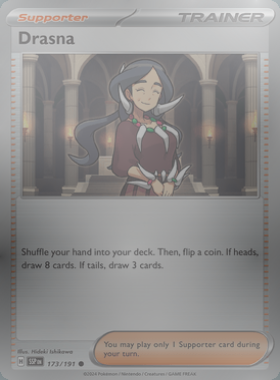 Supporter
TRAINER
Drasna
Shuffle your hand into your deck. Then, flip a coin. If heads,
draw 8 cards. If tails, draw 3 cards.
Illus. Hideki Ishikawa
You may play only 1 Supporter card during
your turn.
SSP EN 173/191
©2024 Pokémon / Nintendo / Creatures / GAME FREAK